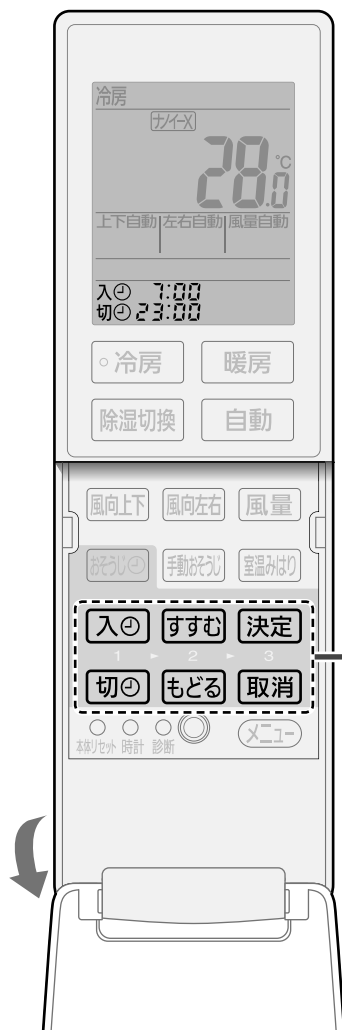 冷房
ナノイーX
28.0℃
上下自動 左右自動 風量自動
入 7:00
切 23:00
冷房 暖房
除湿切換 自動
風向上下 風向左右 風量
おそうじ 手動おそうじ 室温みはり
入 すすむ 決定
1 ► 2 ► 3
切 もどる 取消
本体リセット 時計 診断 メニュー